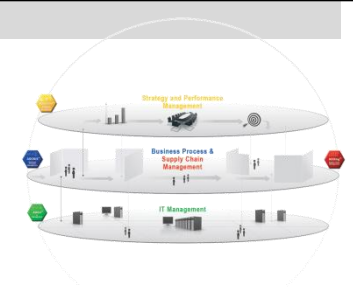 Strategy and Performance
Management
Business Process &
Supply Chain
Management
IT Management